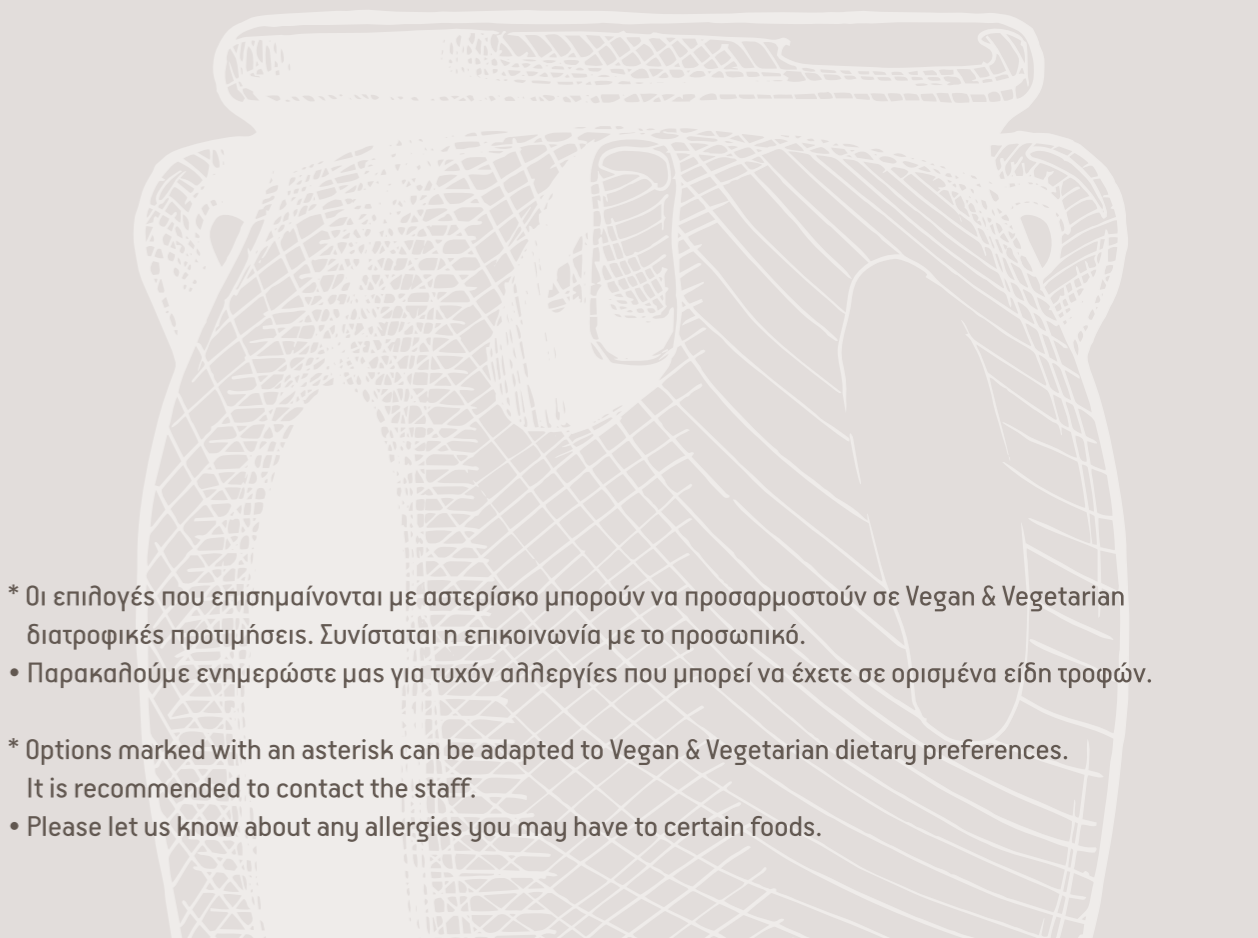 * Οι επιλογές που επισημαίνονται με αστερίσκο μπορούν να προσαρμοστούν σε Vegan & Vegetarian
διατροφικές προτιμήσεις. Συνίσταται η επικοινωνία με το προσωπικό.
• Παρακαλούμε ενημερώστε μας για τυχόν αλλεργίες που μπορεί να έχετε σε ορισμένα είδη τροφών.
* Options marked with an asterisk can be adapted to Vegan & Vegetarian dietary preferences.
It is recommended to contact the staff.
• Please let us know about any allergies you may have to certain foods.